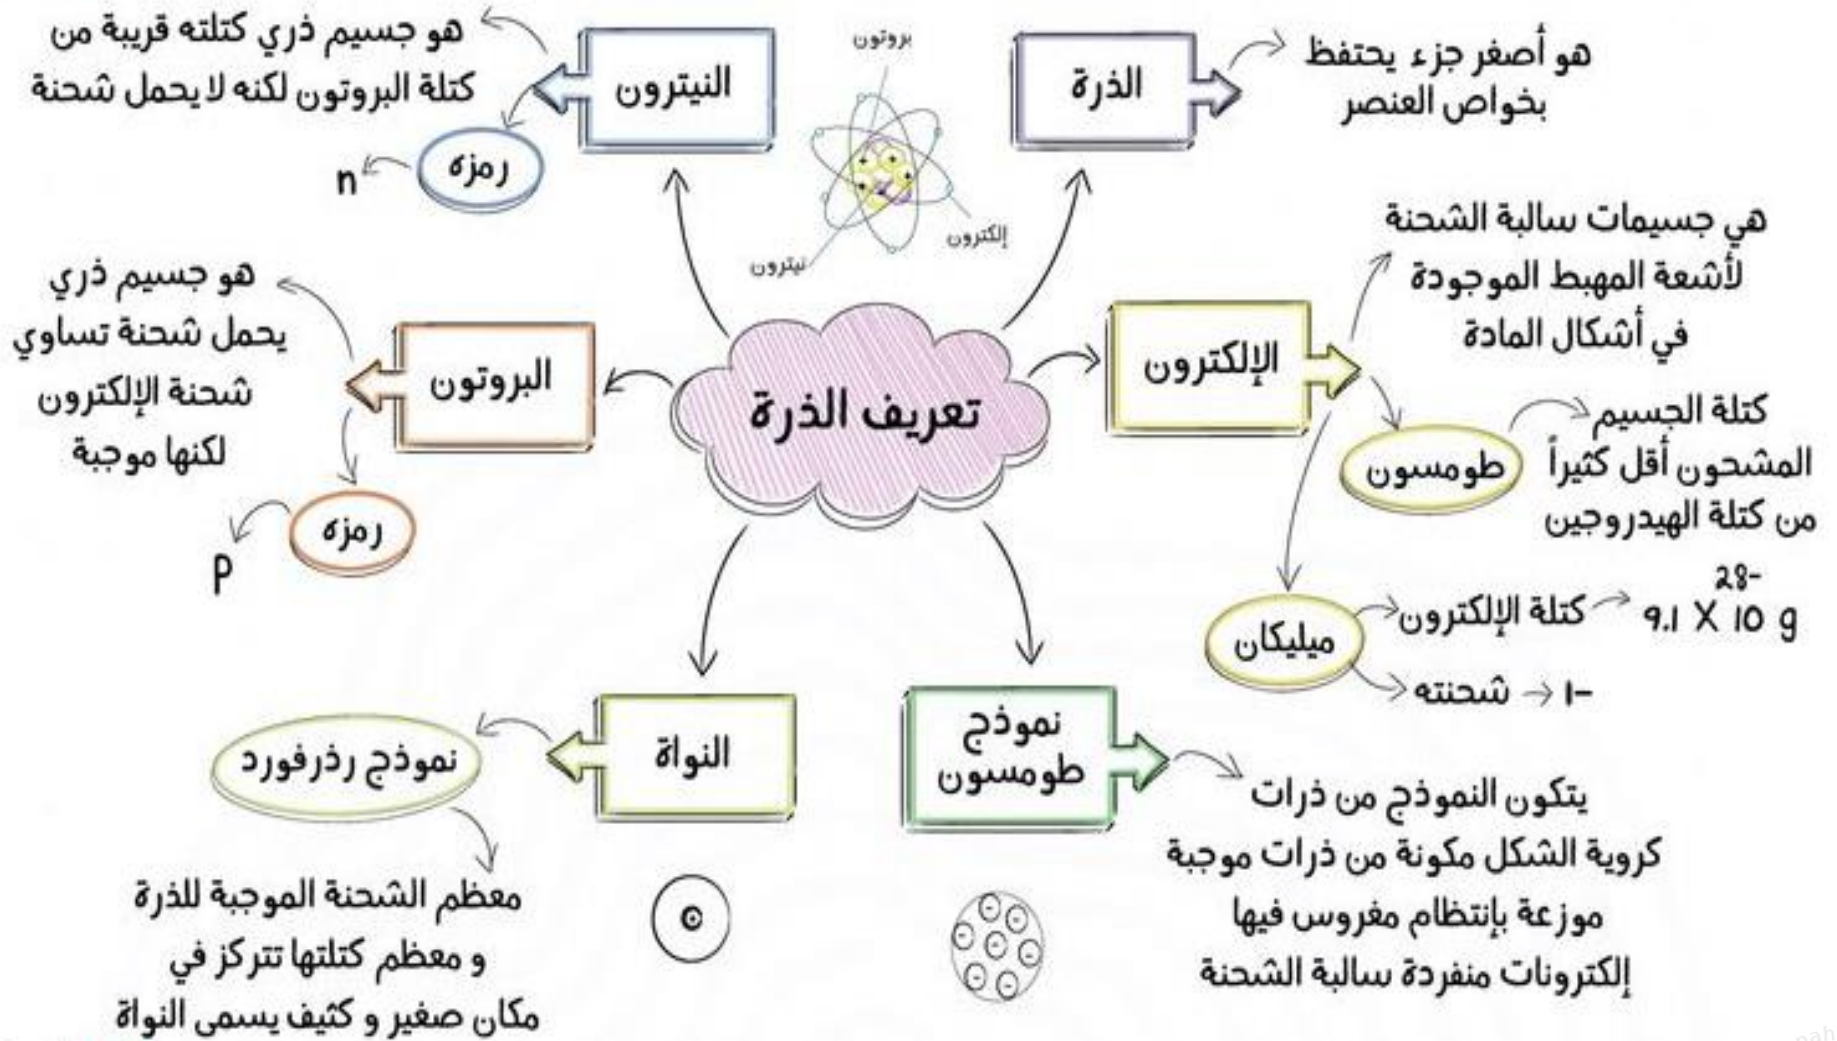 تعريف الذرة
الذرة
هو أصغر جزء يحتفظ
بخواص العنصر
بروتون
إلكترون
نيترون
الإلكترون
هي جسيمات سالبة الشحنة
لأشعة المهبط الموجودة
في أشكال المادة
طومسون
كتلة الجسيم
المشحون أقل كثيراً
من كتلة الهيدروجين
ميليكان
كتلة الإلكترون
28-
9.1 X 10 g
شحنته
1-
نموذج
طومسون
يتكون النموذج من ذرات
كروية الشكل مكونة من ذرات موجبة
موزعة بإنتظام مغروس فيها
إلكترونات منفردة سالبة الشحنة
النيترون
هو جسيم ذري كتلته قريبة من
كتلة البروتون لكنه لا يحمل شحنة
رمزه
n
البروتون
هو جسيم ذري
يحمل شحنة تساوي
شحنة الإلكترون
لكنها موجبة
رمزه
p
النواة
نموذج رذرفورد
معظم الشحنة الموجبة للذرة
و معظم كتلتها تتركز في
مكان صغير و كثيف يسمى النواة